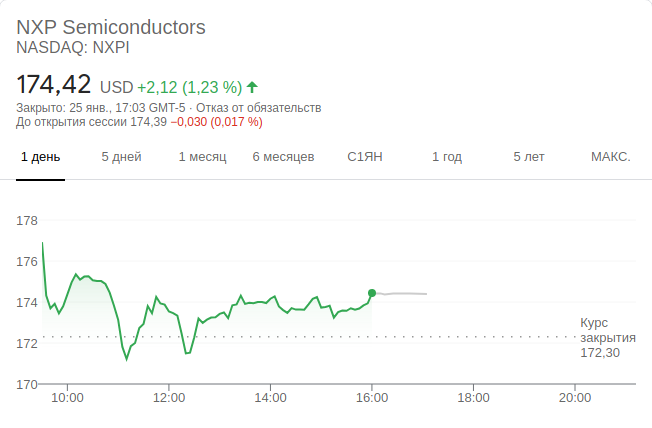 NXP Semiconductors
NASDAQ: NXPI
174,42 USD +2,12 (1,23 %)
Закрыто: 25 янв., 17:03 GMT-5 · Отказ от обязательств
До открытия сессии 174,39 −0,030 (0,017 %)
1 день 5 дней 1 месяц 6 месяцев С1ЯН 1 год 5 лет МАКС.
178
176
174
172
170
Курс
закрытия
172,30
10:00 12:00 14:00 16:00 18:00 20:00